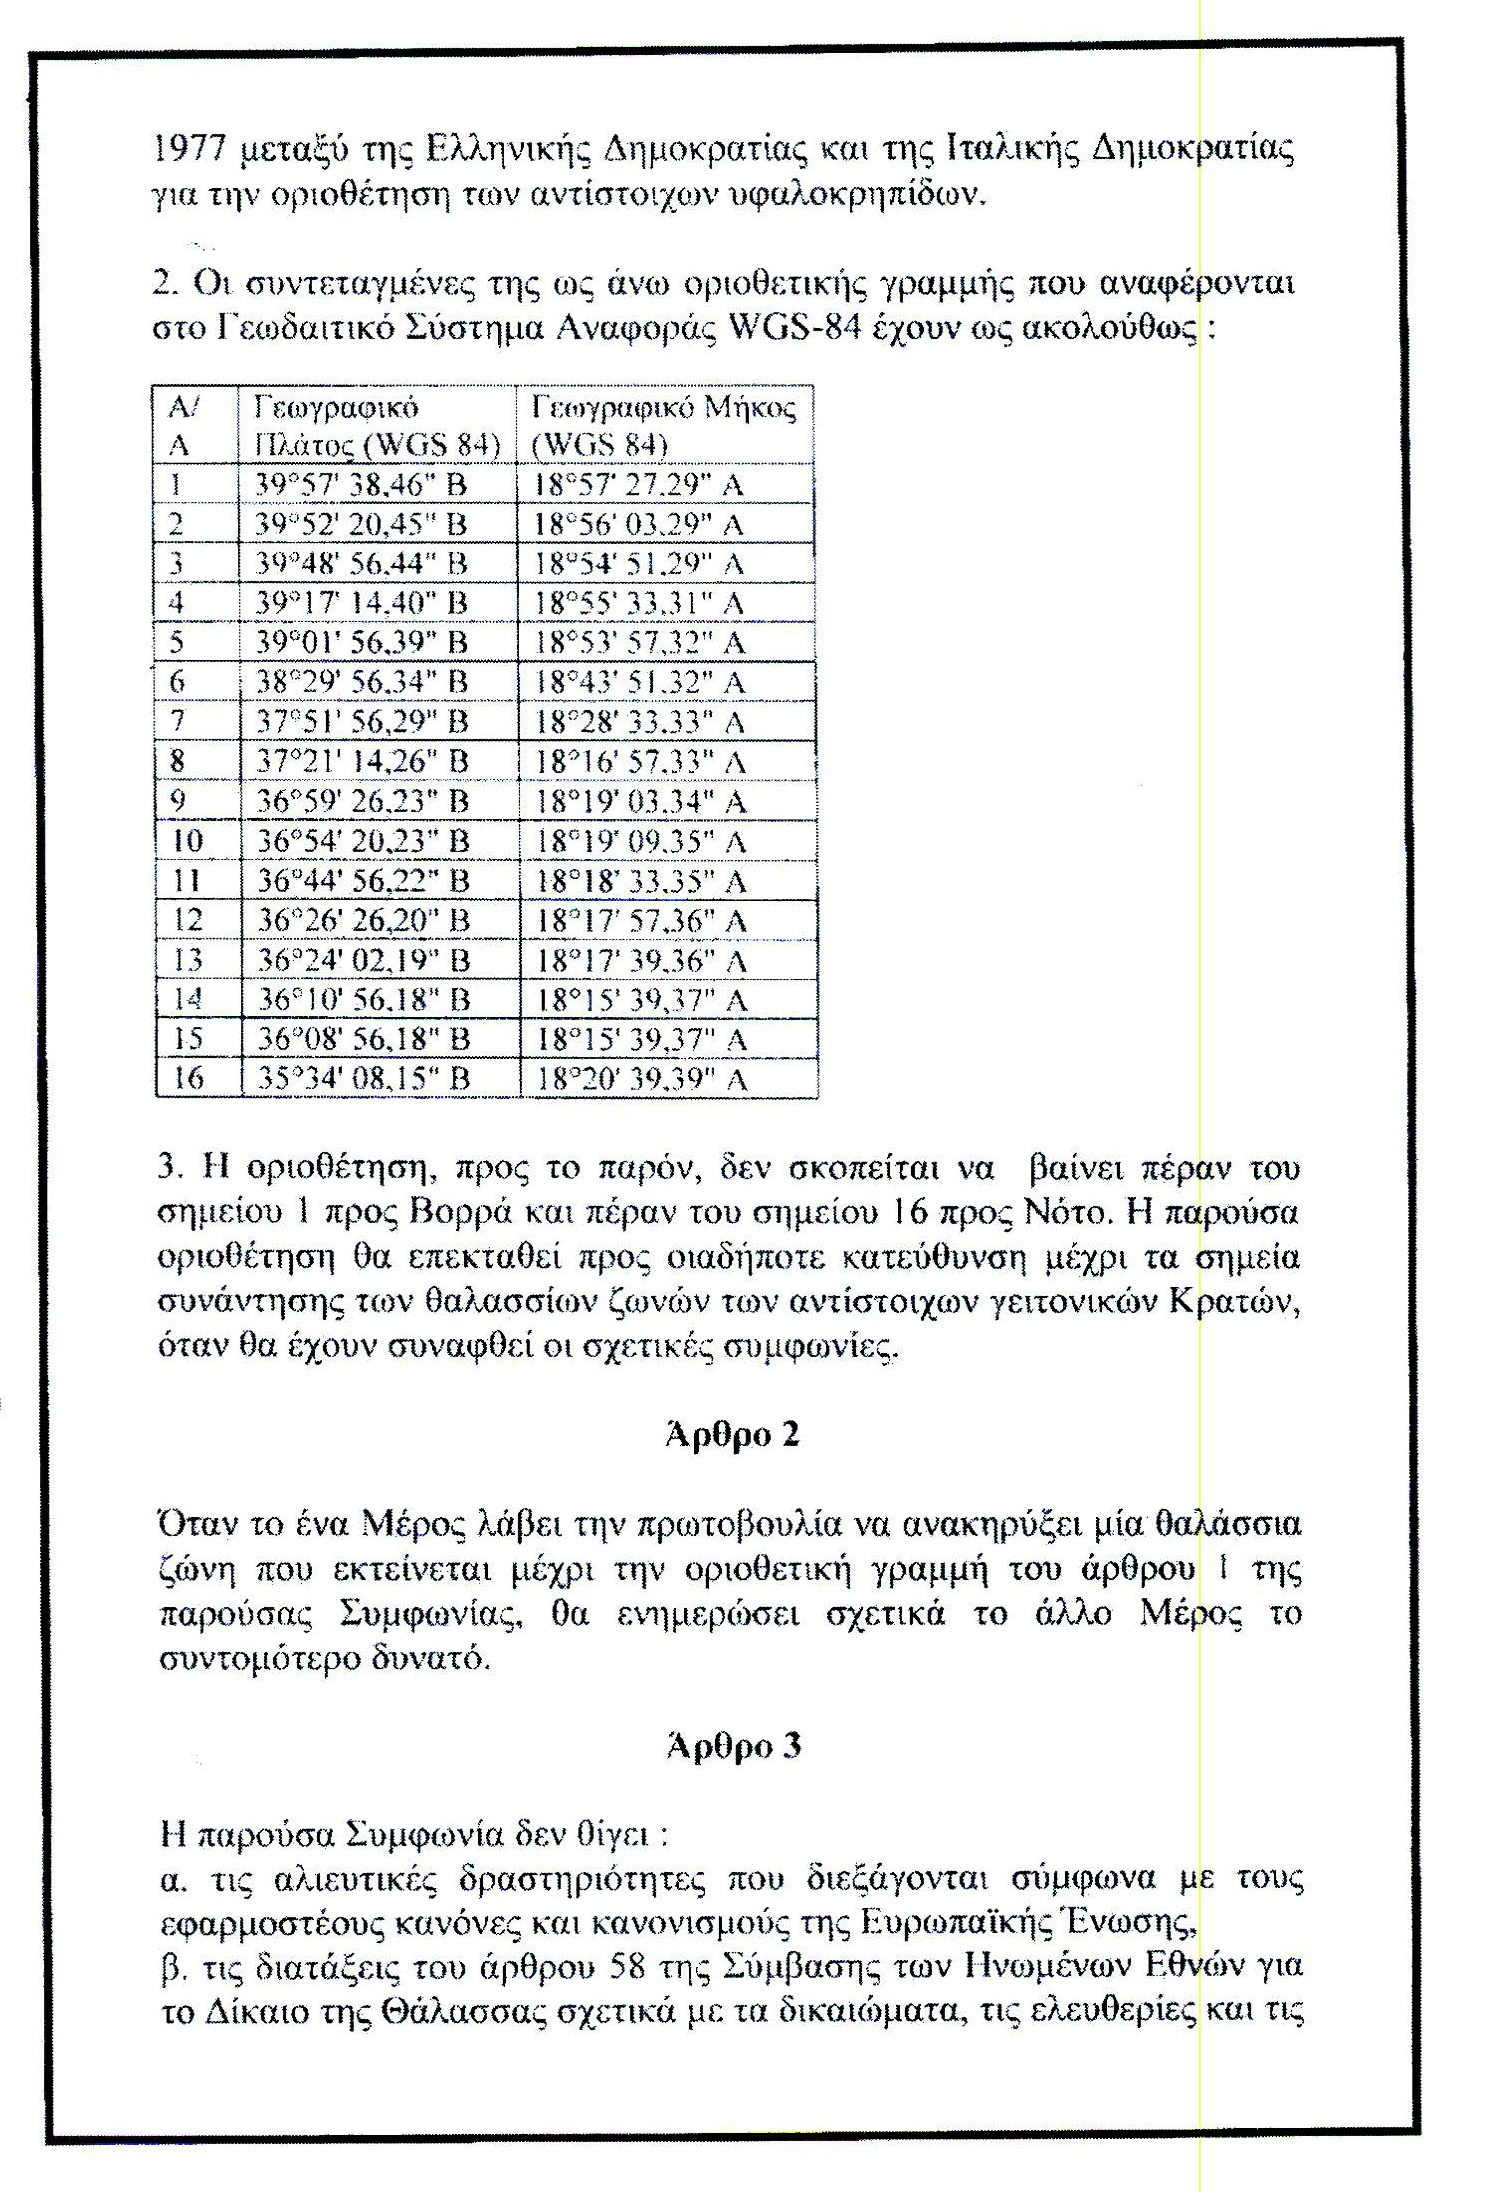 1977 μεταξύ της Ελληνικής Δημοκρατίας και της Ιταλικής Δημοκρατίας
για την οριοθέτηση των αντίστοιχων υφαλοκρηπίδων.
2. Οι συντεταγμένες της ως άνω οριοθετικής γραμμής που αναφέρονται
στο Γεωδαιτικό Σύστημα Αναφοράς WGS-84 έχουν ως ακολούθως :
Α/Α Γεωγραφικό Πλάτος (WGS 84) Γεωγραφικό Μήκος (WGS 84)
1 39°57' 38,46" Β 18°57' 27.29" Α
2 39°52' 20,45" Β 18°56' 03.29" Α
3 39°48' 56.44" Β 18°54' 51.29" Α
4 39°17' 14.40" Β 18°55' 33,31" Α
5 39°01' 56,39" Β 18°53' 57,32" Α
6 38°29' 56.34" Β 18°43' 51.32" Α
7 37°51' 56,29" Β 18°28' 33.33" Α
8 37°21' 14,26" Β 18°16' 57.33" Α
9 36°59' 26.23" Β 18°19' 03.34" Α
10 36°54' 20,23" Β 18°19' 09.35" Α
11 36°44' 56,22" Β 18°18' 33.35" Α
12 36°26' 26,20" Β 18°17' 57,36" Α
13 36°24' 02,19" Β 18°17' 39.36" Α
14 36°10' 56.18" Β 18°15' 39,37" Α
15 36°08' 56,18" Β 18°15' 39,37" Α
16 35°34' 08,15" Β 18°20' 39.39" Α
3. Η οριοθέτηση, προς το παρόν, δεν σκοπείται να βαίνει πέραν του
σημείου 1 προς Βορρά και πέραν του σημείου 16 προς Νότο. Η παρούσα
οριοθέτηση θα επεκταθεί προς οιαδήποτε κατεύθυνση μέχρι τα σημεία
συνάντησης των θαλασσίων ζωνών των αντίστοιχων γειτονικών Κρατών,
όταν θα έχουν συναφθεί οι σχετικές συμφωνίες.
Άρθρο 2
Όταν το ένα Μέρος λάβει την πρωτοβουλία να ανακηρύξει μία θαλάσσια
ζώνη που εκτείνεται μέχρι την οριοθετική γραμμή του άρθρου 1 της
παρούσας Συμφωνίας, θα ενημερώσει σχετικά το άλλο Μέρος το
συντομότερο δυνατό.
Άρθρο 3
Η παρούσα Συμφωνία δεν θίγει :
α. τις αλιευτικές δραστηριότητες που διεξάγονται σύμφωνα με τους
εφαρμοστέους κανόνες και κανονισμούς της Ευρωπαϊκής Ένωσης,
β. τις διατάξεις του άρθρου 58 της Σύμβασης των Ηνωμένων Εθνών για
το Δίκαιο της Θάλασσας σχετικά με τα δικαιώματα, τις ελευθερίες και τις